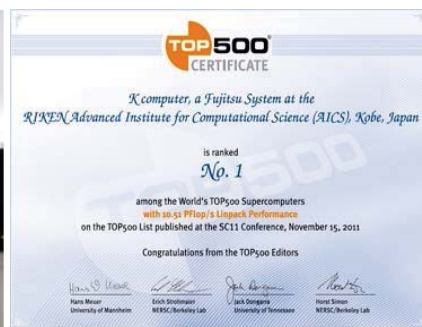 TOP500
CERTIFICATE
K computer, a Fujitsu System at the
RIKEN Advanced Institute for Computational Science (AICS), Kobe, Japan
is ranked
No. 1
among the World's TOP500 Supercomputers
with 10.51 PFlop/s Linpack Performance
on the TOP500 List published at the SC11 Conference, November 15, 2011
Congratulations from the TOP500 Editors
Hans Meuer Erich Strohmaier Jack Dongarra Horst Simon
University of Mannheim NERSC/Berkeley Lab University of Tennessee NERSC/Berkeley Lab